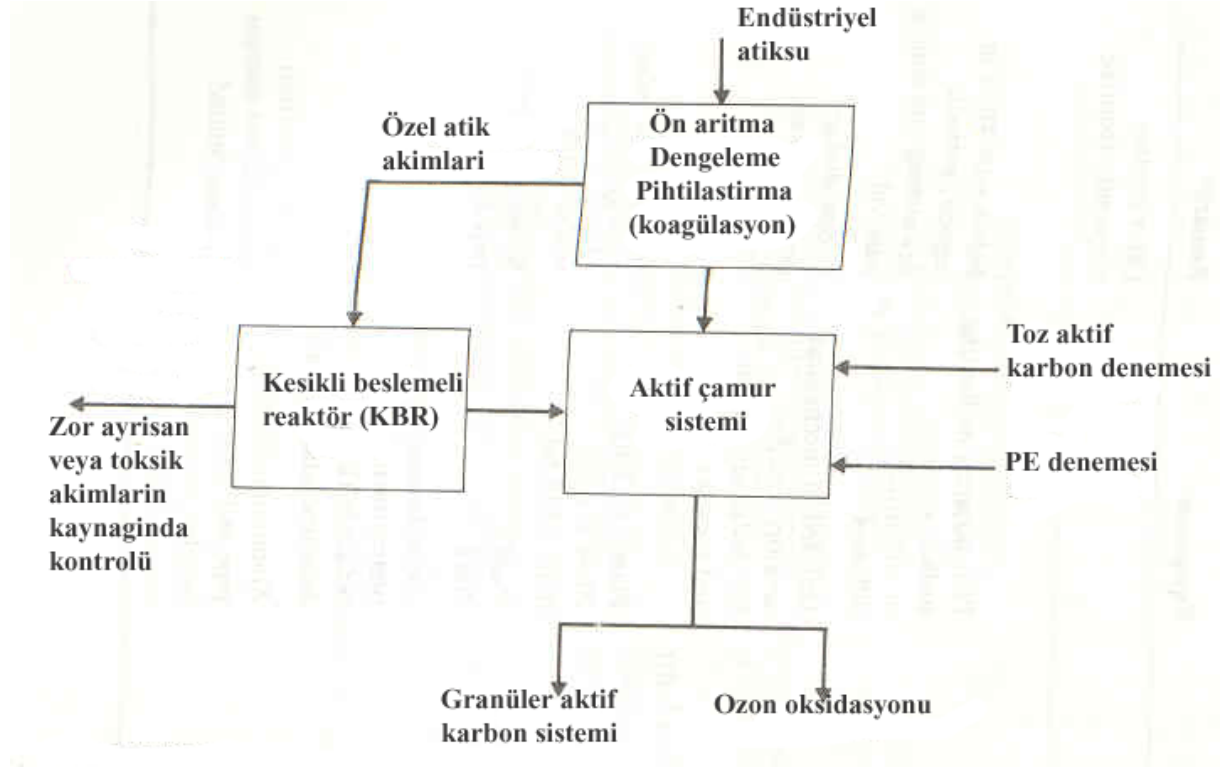 Endüstriyel
atiksu
Özel atik
akimlari
Ön aritma
Dengeleme
Pihtilastirma
(koagülasyon)
Kesikli beslemeli
reaktör (KBR)
Aktif çamur
sistemi
Toz aktif
karbon denemesi
PE denemesi
Zor ayrisan
veya toksik
akimlarin
kaynaginda
kontrolü
Granüler aktif
karbon sistemi
Ozon oksidasyonu